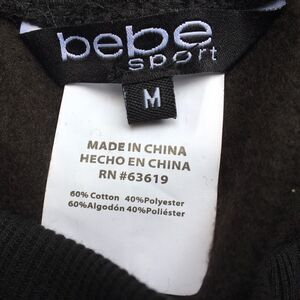 bebe
sport
M
MADE IN CHINA
HECHO EN CHINA
RN #63619
60% Cotton 40%Polyester
60%Algodón 40%Poliéster